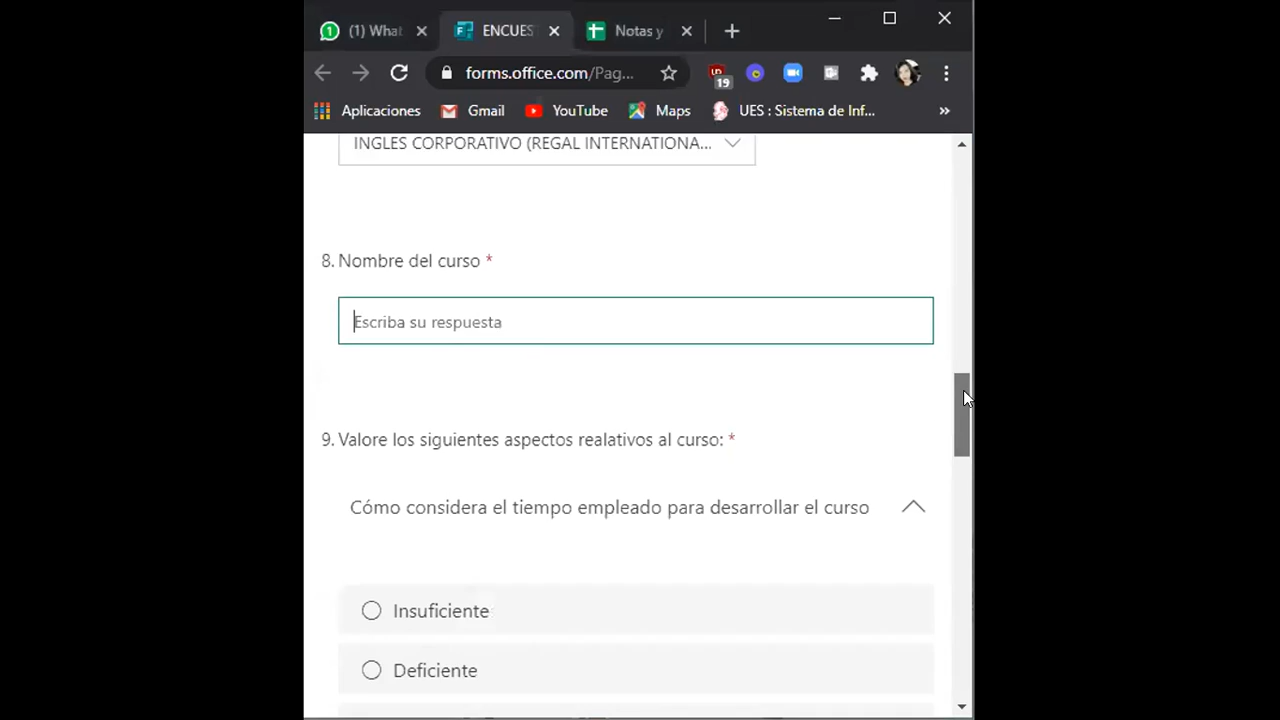 (1) What
ENCUES
Notas y
forms.office.com/Pag...
19
Aplicaciones
Gmail
YouTube
Maps
UES : Sistema de Inf...
»
INGLES CORPORATIVO (REGAL INTERNATIONA...
8. Nombre del curso *
Escriba su respuesta
9. Valore los siguientes aspectos realativos al curso: *
Cómo considera el tiempo empleado para desarrollar el curso
Insuficiente
Deficiente